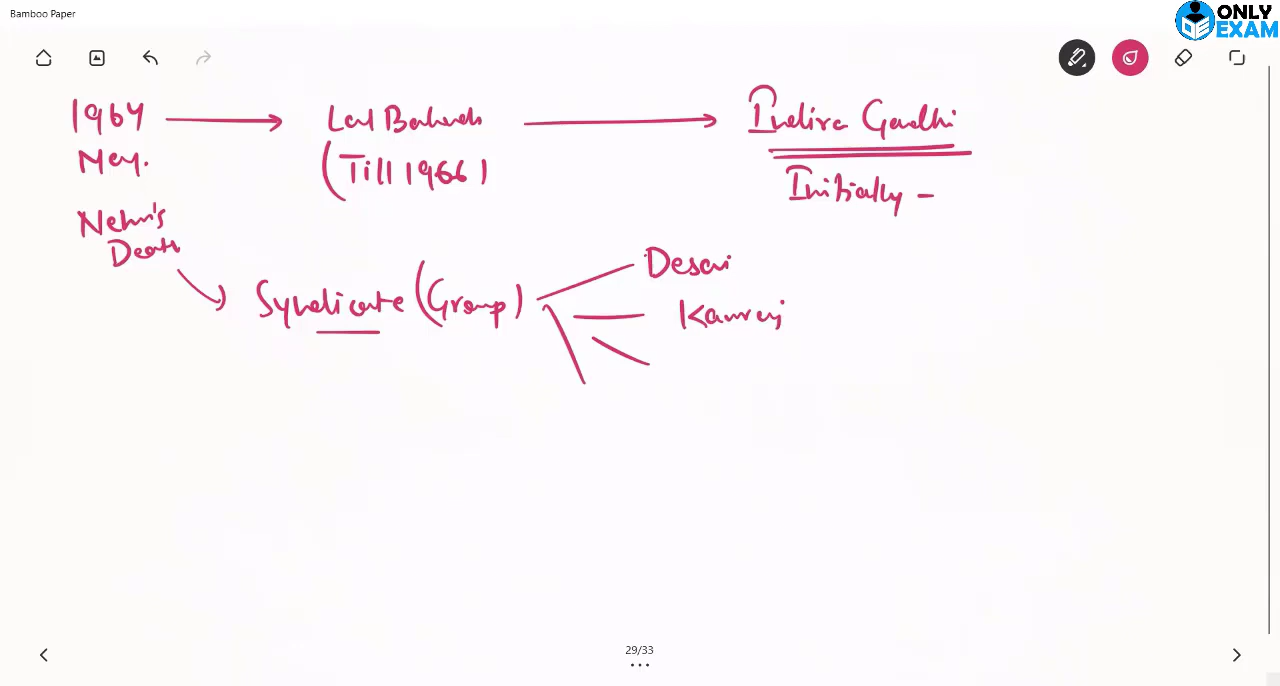 Bamboo Paper
ONLY
EXAM
1964 Lal Bahadu Indira Gandhi
May. (Till 1966) Initially -
Nehru's
Death
Syndicate (Group) Desai
Kamraj
29/33